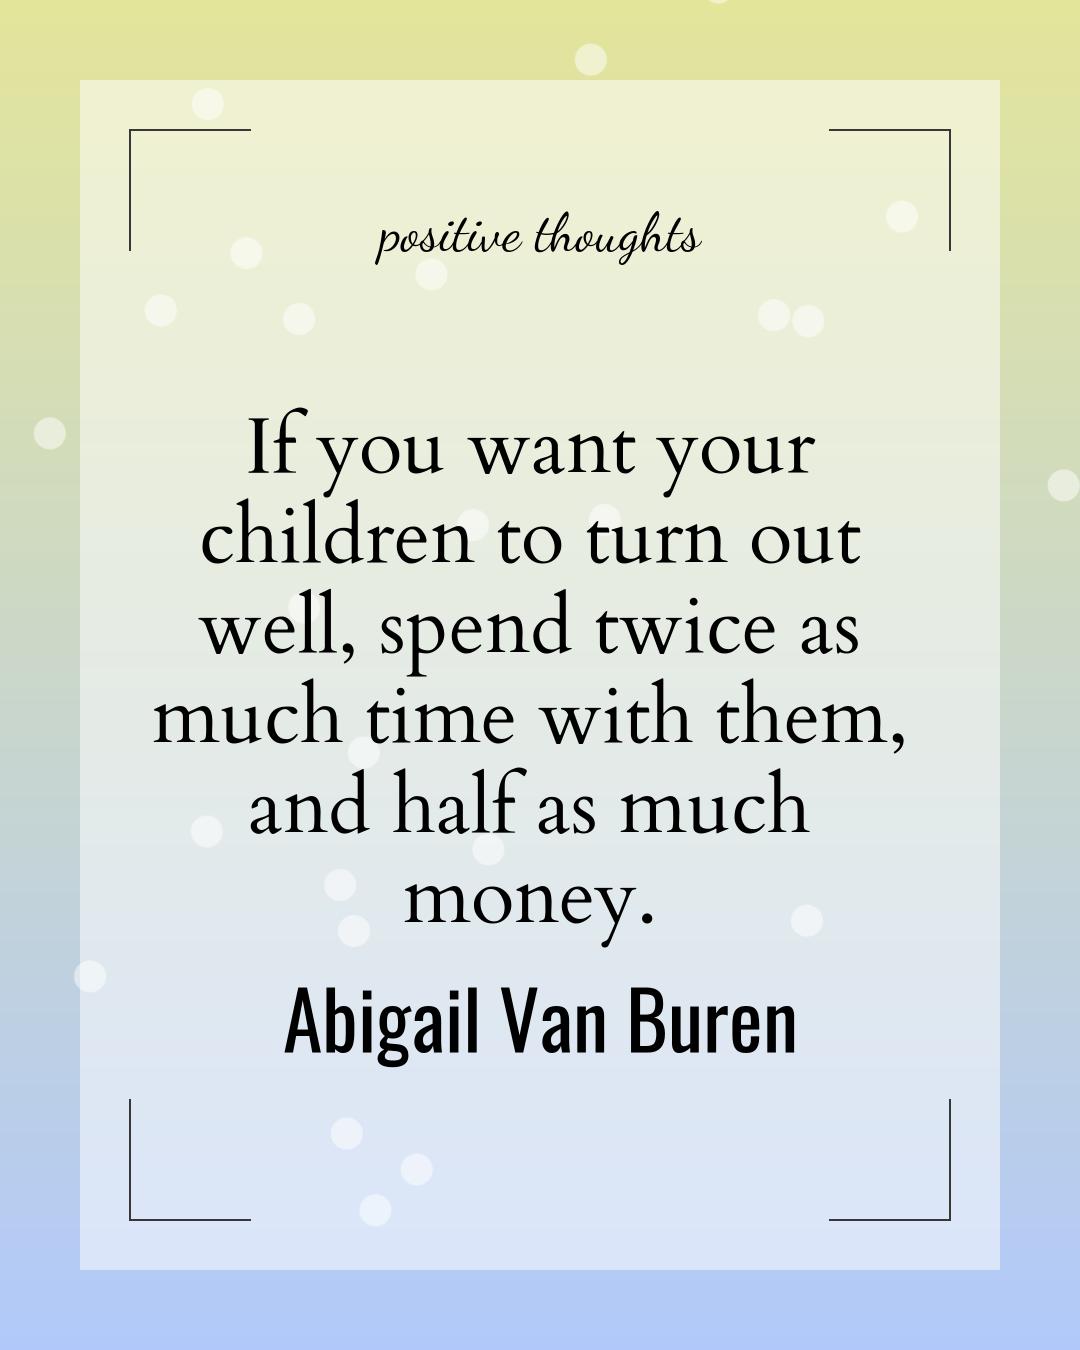 positive thoughts
If you want your
children to turn out
well, spend twice as
much time with them,
and half as much
money.
Abigail Van Buren